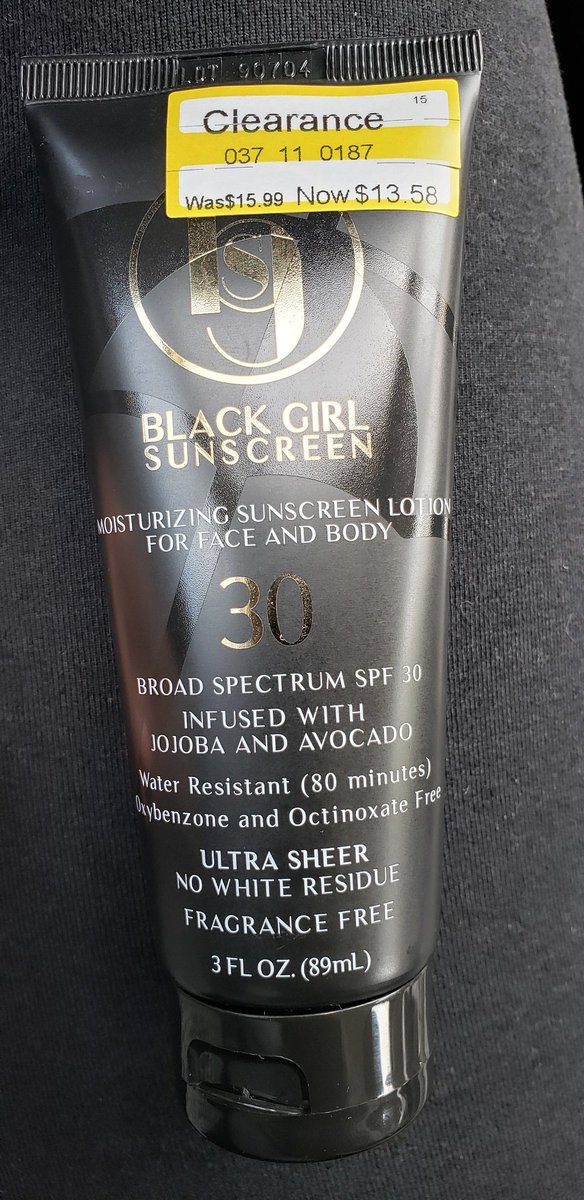 LOT 90704
15
Clearance
037 11 0187
Was$15.99 Now $13.58
bgs
BLACK GIRL
SUNSCREEN
MOISTURIZING SUNSCREEN LOTION
FOR FACE AND BODY
30
BROAD SPECTRUM SPF 30
INFUSED WITH
JOJOBA AND AVOCADO
Water Resistant (80 minutes)
Oxybenzone and Octinoxate Free
ULTRA SHEER
NO WHITE RESIDUE
FRAGRANCE FREE
3 FL OZ. (89mL)